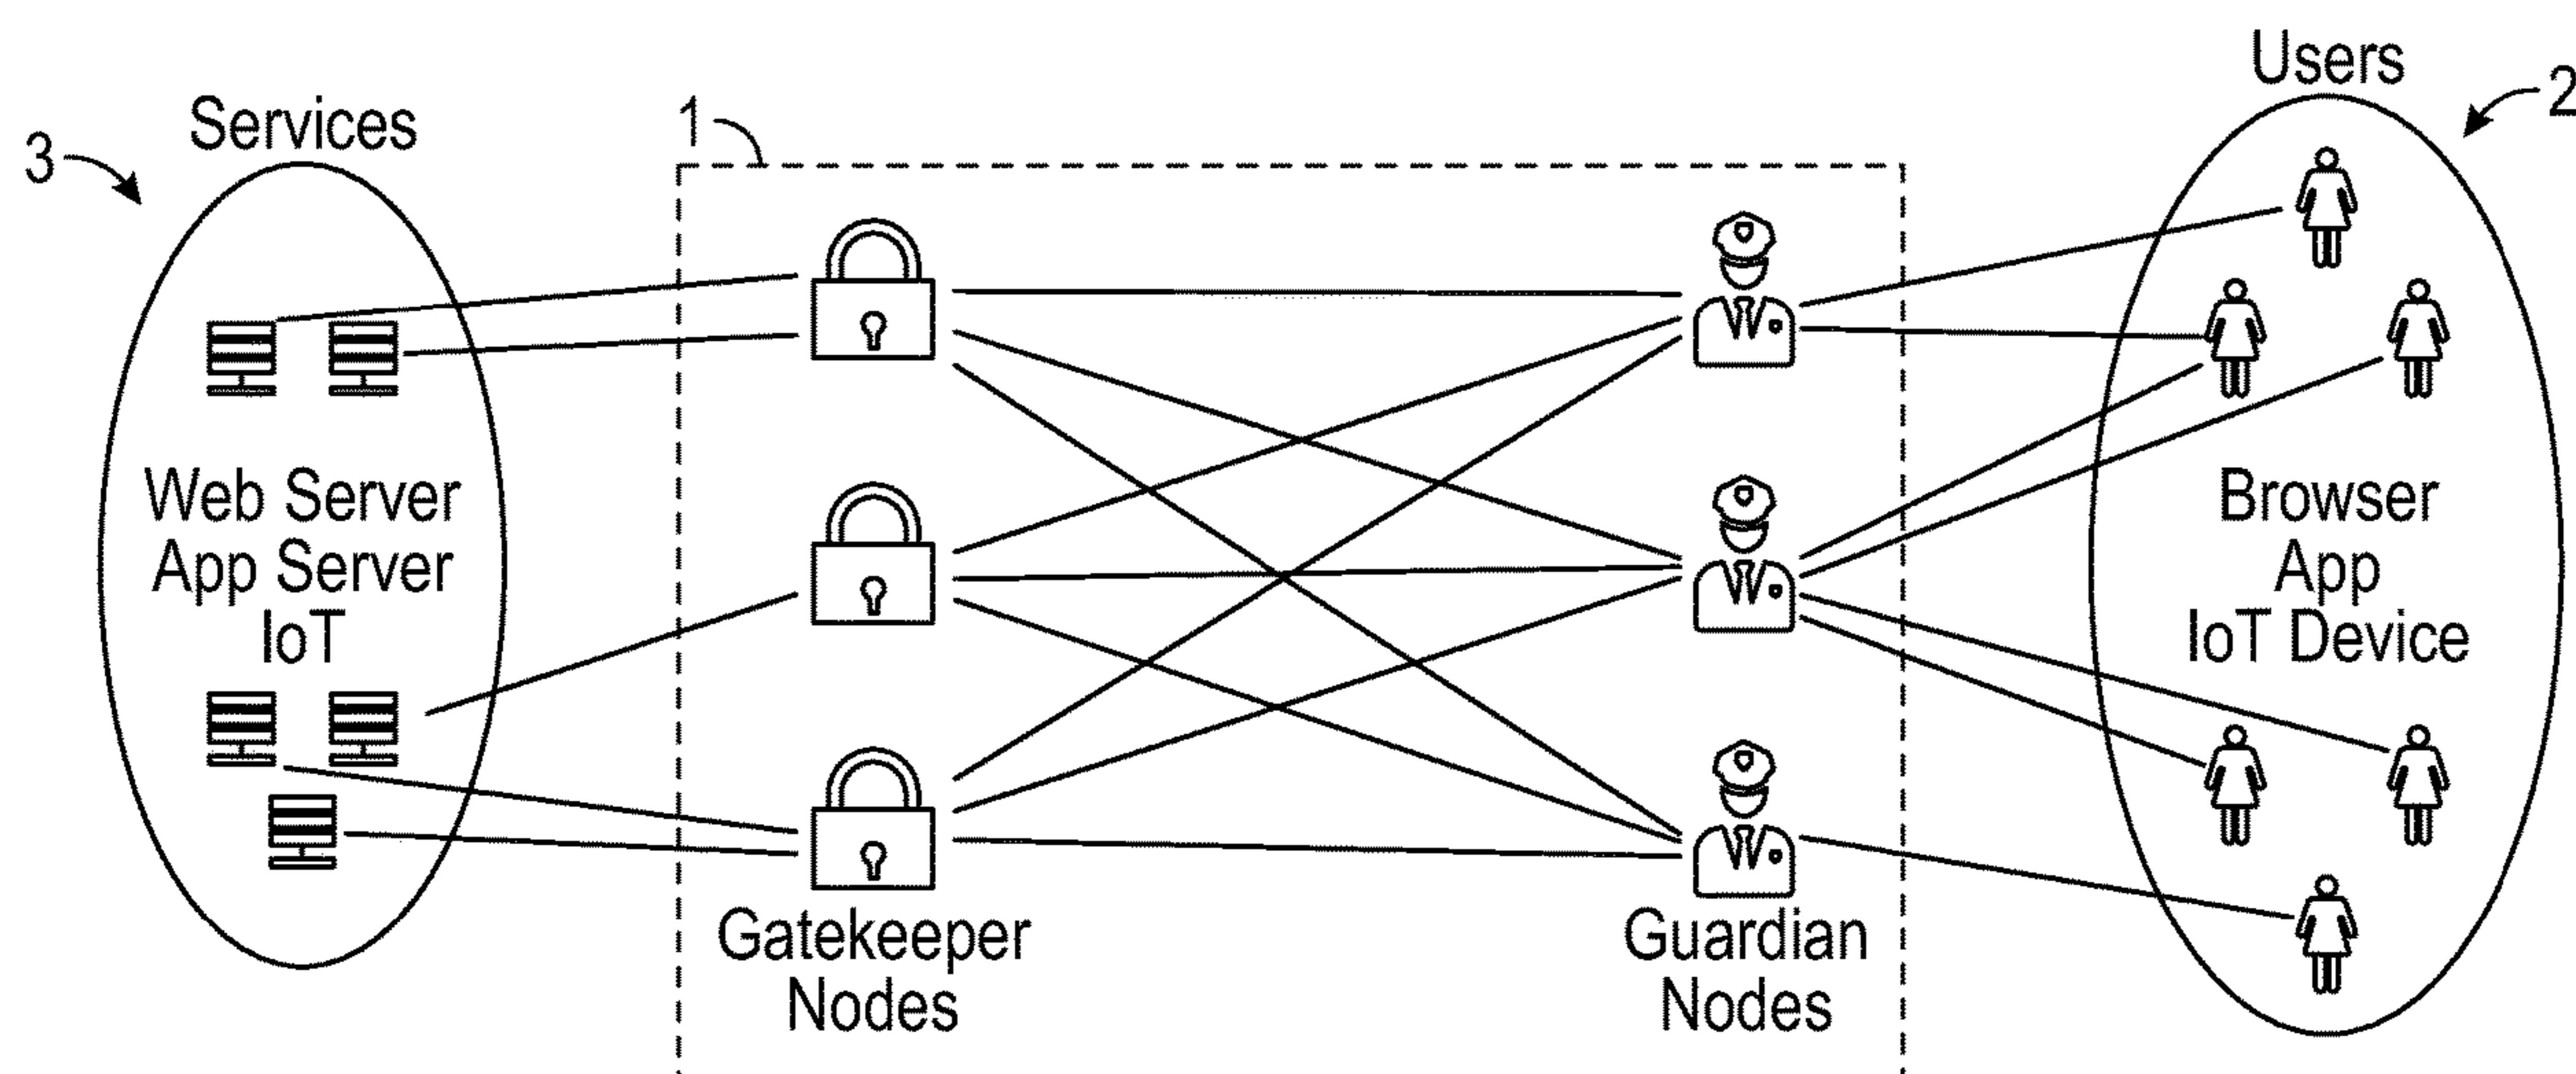 3
Services
Web Server
App Server
IoT
1
Gatekeeper
Nodes
Guardian
Nodes
Users
2
Browser
App
IoT Device